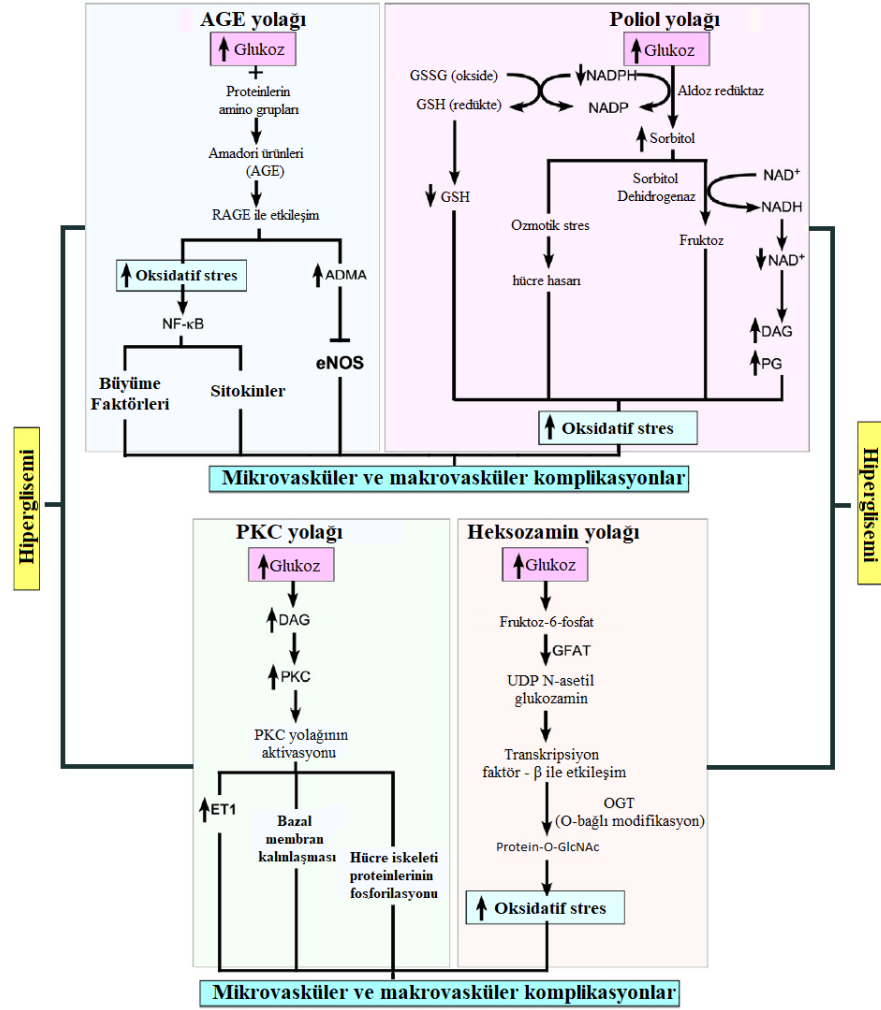 AGE yolağı
Glukoz
+
Proteinlerin
amino grupları
Amadori ürünleri
(AGE)
RAGE ile etkileşim
Oksidatif stres
ADMA
NF-κB
eNOS
Büyüme
Faktörleri
Sitokinler
Poliol yolağı
Glukoz
GSSG (okside)
NADPH
GSH (redükte)
NADP
Aldoz redüktaz
Sorbitol
GSH
Sorbitol
Dehidrogenaz
NAD+
NADH
Ozmotik stres
Fruktoz
NAD+
hücre hasarı
DAG
PG
Oksidatif stres
Mikrovasküler ve makrovasküler komplikasyonlar
Hiperglisemi
Hiperglisemi
PKC yolağı
Glukoz
DAG
PKC
PKC yolağının
aktivasyonu
ET1
Bazal
membran
kalınlaşması
Hücre iskeleti
proteinlerinin
fosforilasyonu
Heksozamin yolağı
Glukoz
Fruktoz-6-fosfat
GFAT
UDP N-asetil
glukozamin
Transkripsiyon
faktör - β ile etkileşim
OGT
(O-bağlı modifikasyon)
Protein-O-GlcNAc
Oksidatif stres
Mikrovasküler ve makrovasküler komplikasyonlar